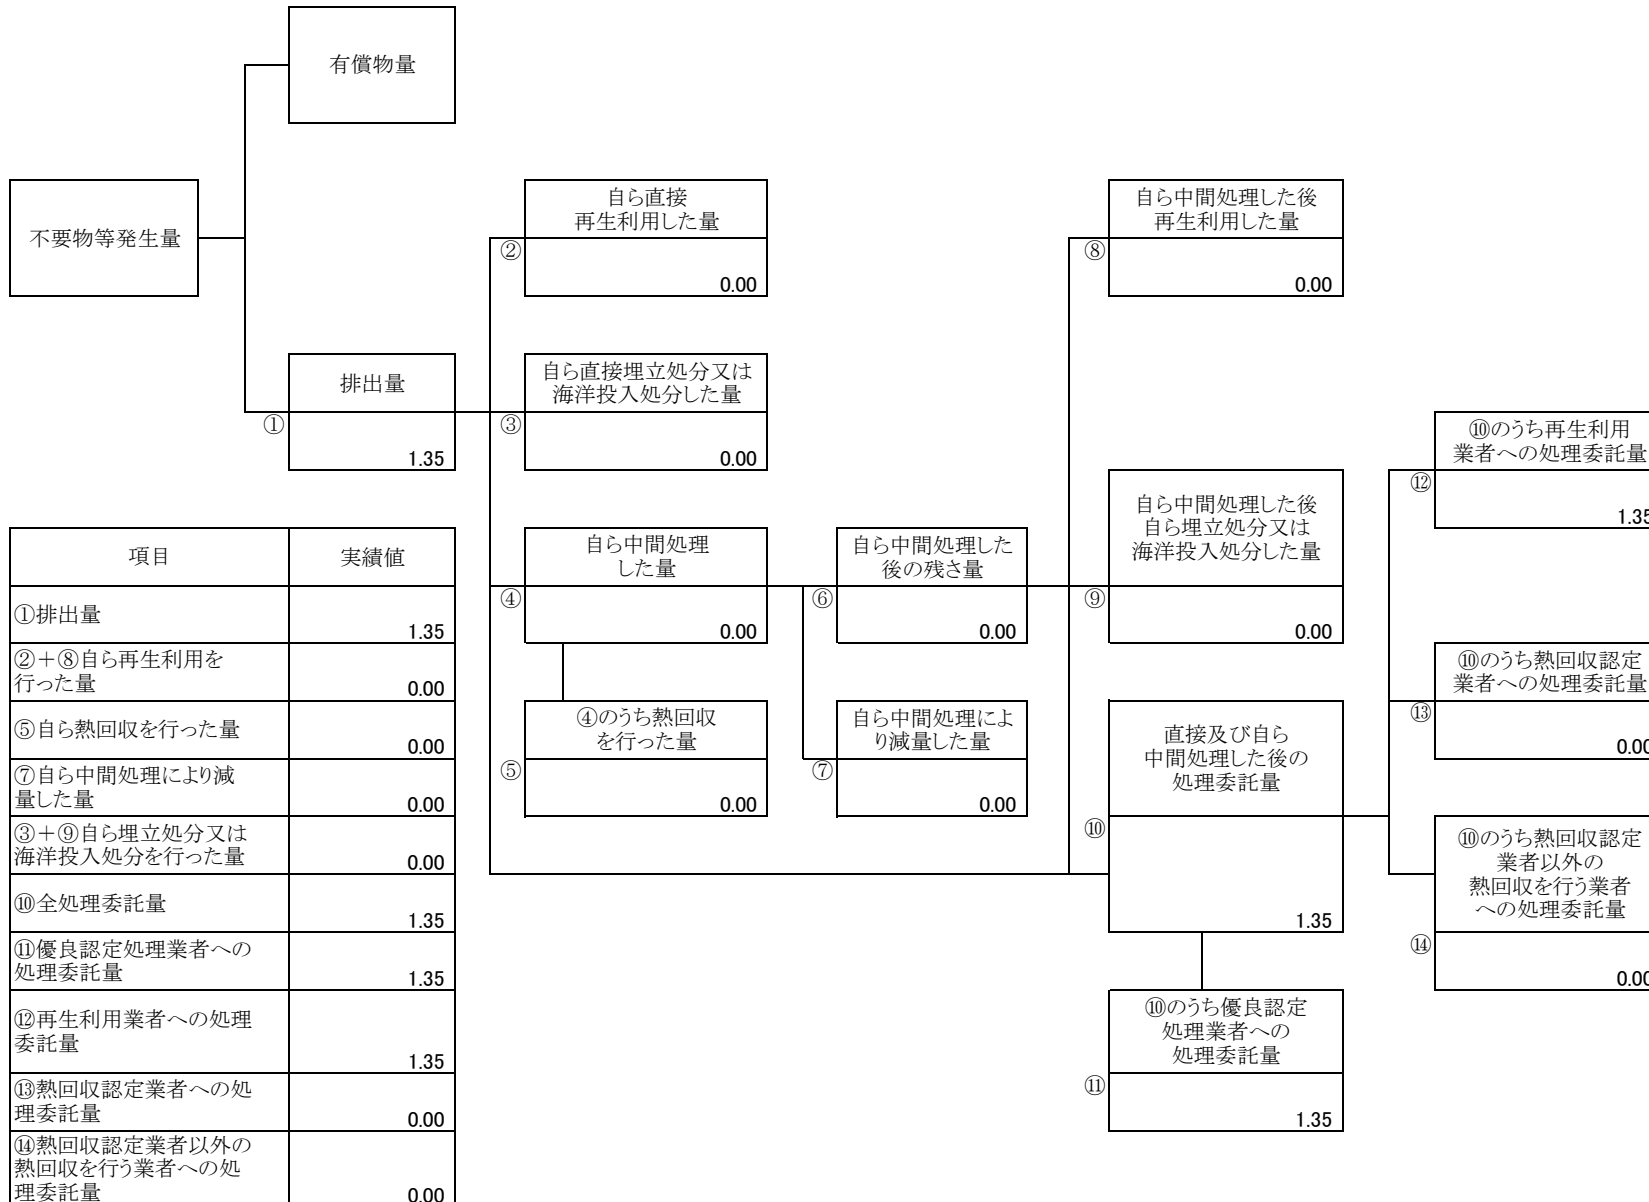 有償物量
不要物等発生量
排出量
①
1.35
自ら直接
再生利用した量
②
0.00
自ら直接埋立処分又は
海洋投入処分した量
③
0.00
自ら中間処理
した量
④
0.00
④のうち熱回収
を行った量
⑤
0.00
自ら中間処理した
後の残さ量
⑥
0.00
自ら中間処理によ
り減量した量
⑦
0.00
自ら中間処理した後
再生利用した量
⑧
0.00
自ら中間処理した後
自ら埋立処分又は
海洋投入処分した量
⑨
0.00
直接及び自ら
中間処理した後の
処理委託量
⑩
1.35
⑩のうち優良認定
処理業者への
処理委託量
⑪
1.35
⑩のうち再生利用
業者への処理委託量
⑫
1.35
⑩のうち熱回収認定
業者への処理委託量
⑬
0.00
⑩のうち熱回収認定
業者以外の
熱回収を行う業者
への処理委託量
⑭
0.00
項目 実績値
①排出量
1.35
②+⑧自ら再生利用を
行った量 0.00
⑤自ら熱回収を行った量
0.00
⑦自ら中間処理により減
量した量 0.00
③+⑨自ら埋立処分又は
海洋投入処分を行った量 0.00
⑩全処理委託量
1.35
⑪優良認定処理業者への
処理委託量 1.35
⑫再生利用業者への処理
委託量
1.35
⑬熱回収認定業者への処
理委託量 0.00
⑭熱回収認定業者以外の
熱回収を行う業者への処
理委託量 0.00